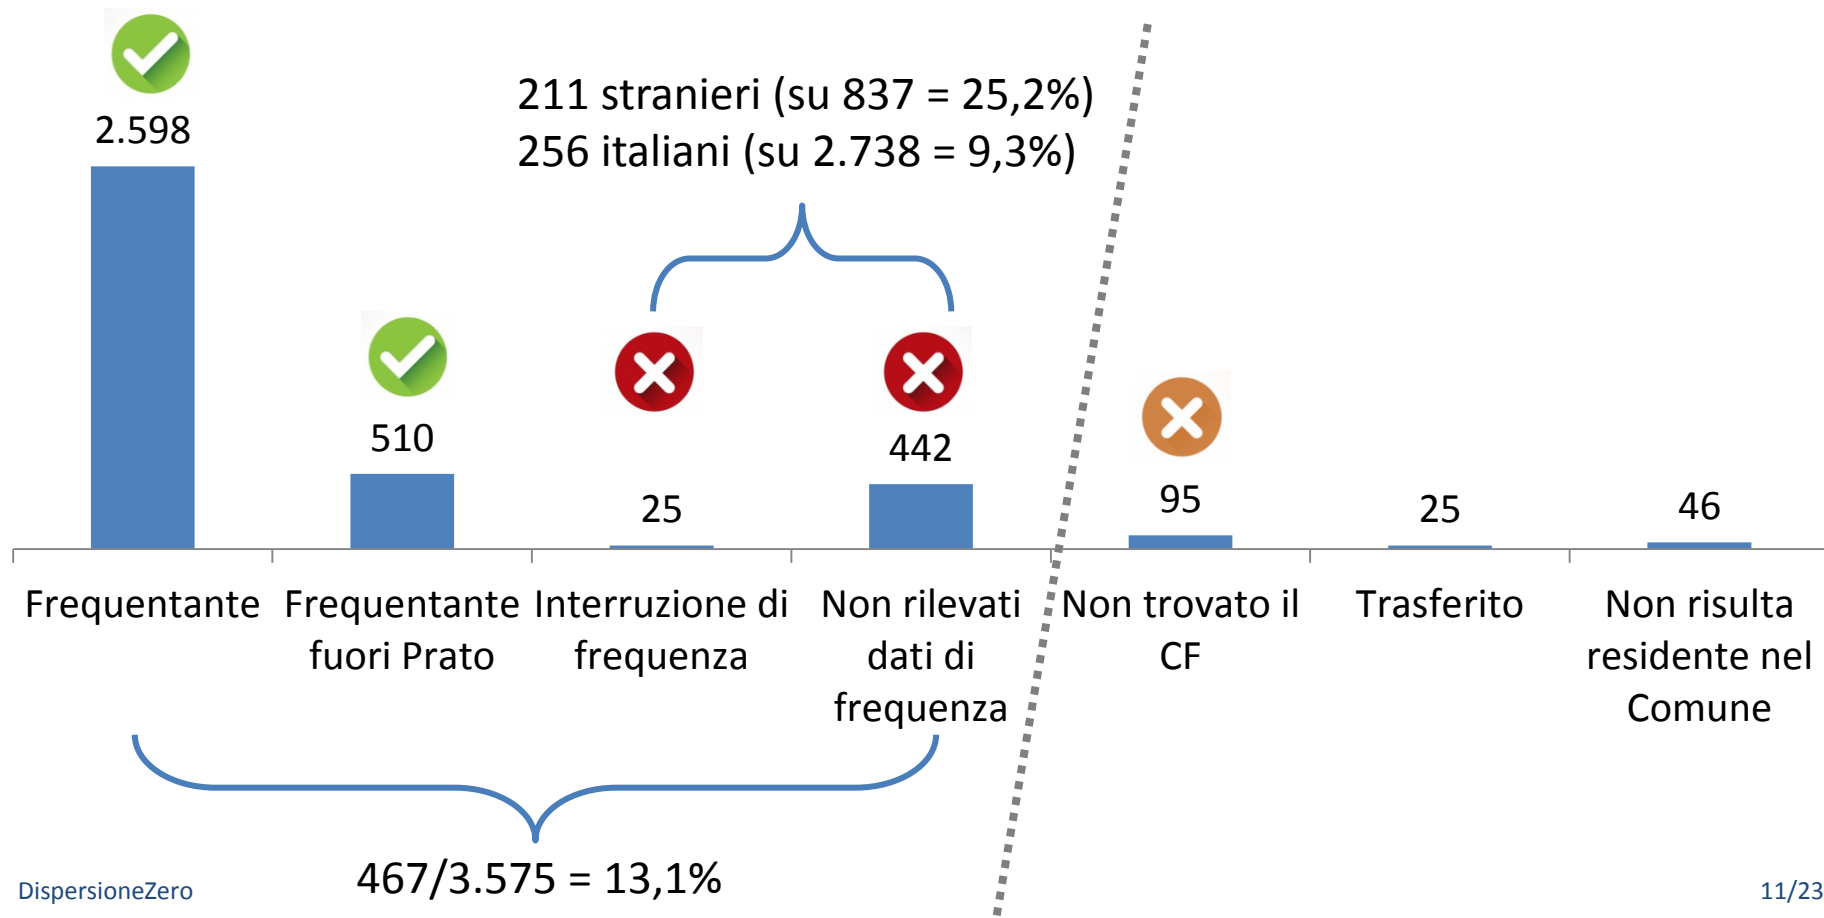 211 stranieri (su 837 = 25,2%)
256 italiani (su 2.738 = 9,3%)
2.598
510
25
442
95
25
46
Frequentante
Frequentante
fuori Prato
Interruzione di
frequenza
Non rilevati
dati di
frequenza
Non trovato il
CF
Trasferito
Non risulta
residente nel
Comune
467/3.575 = 13,1%
DispersioneZero
11/23